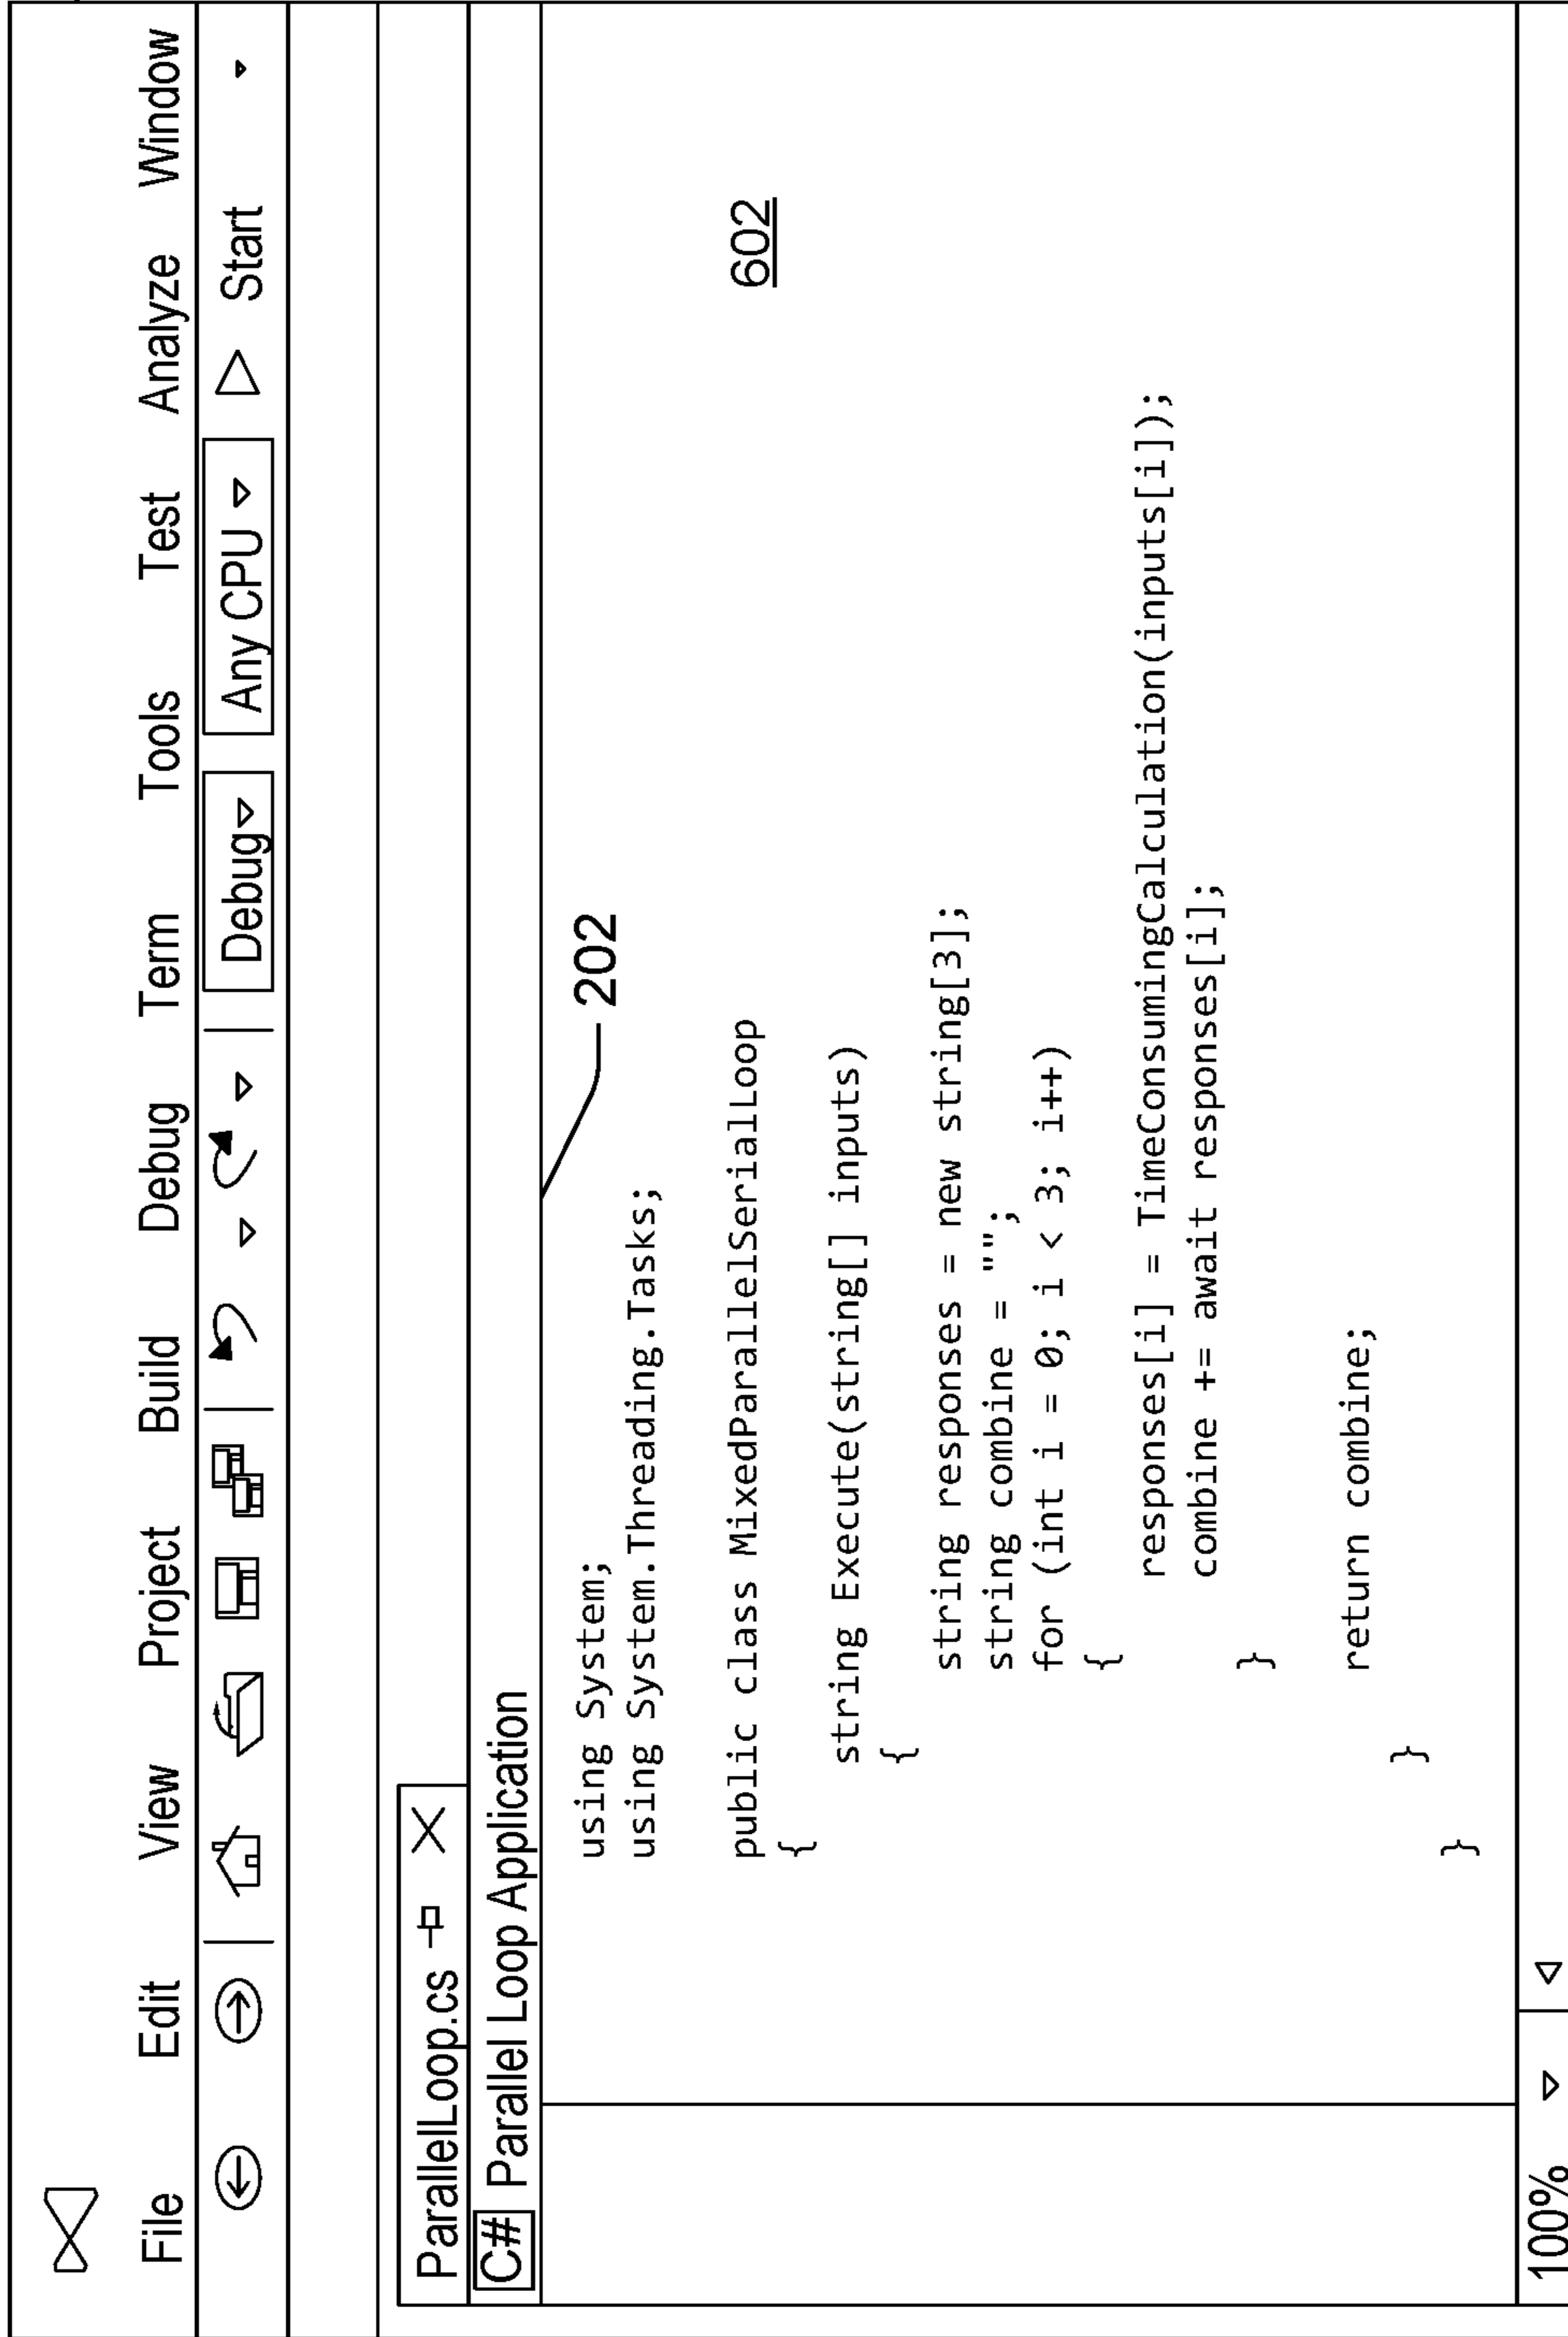 File Edit View Project Build Debug Term Tools Test Analyze Window
Debug Any CPU Start
ParallelLoop.cs
C# Parallel Loop Application
202
using System;
using System.Threading.Tasks;
public class MixedParallelSerialLoop
602
{
string Execute(string[] inputs)
{
string responses = new string[3];
string combine = "";
for (int i = 0; i < 3; i++)
{
responses[i] = TimeConsumingCalculation(inputs[i]);
combine += await responses[i];
}
return combine;
}
}
100%